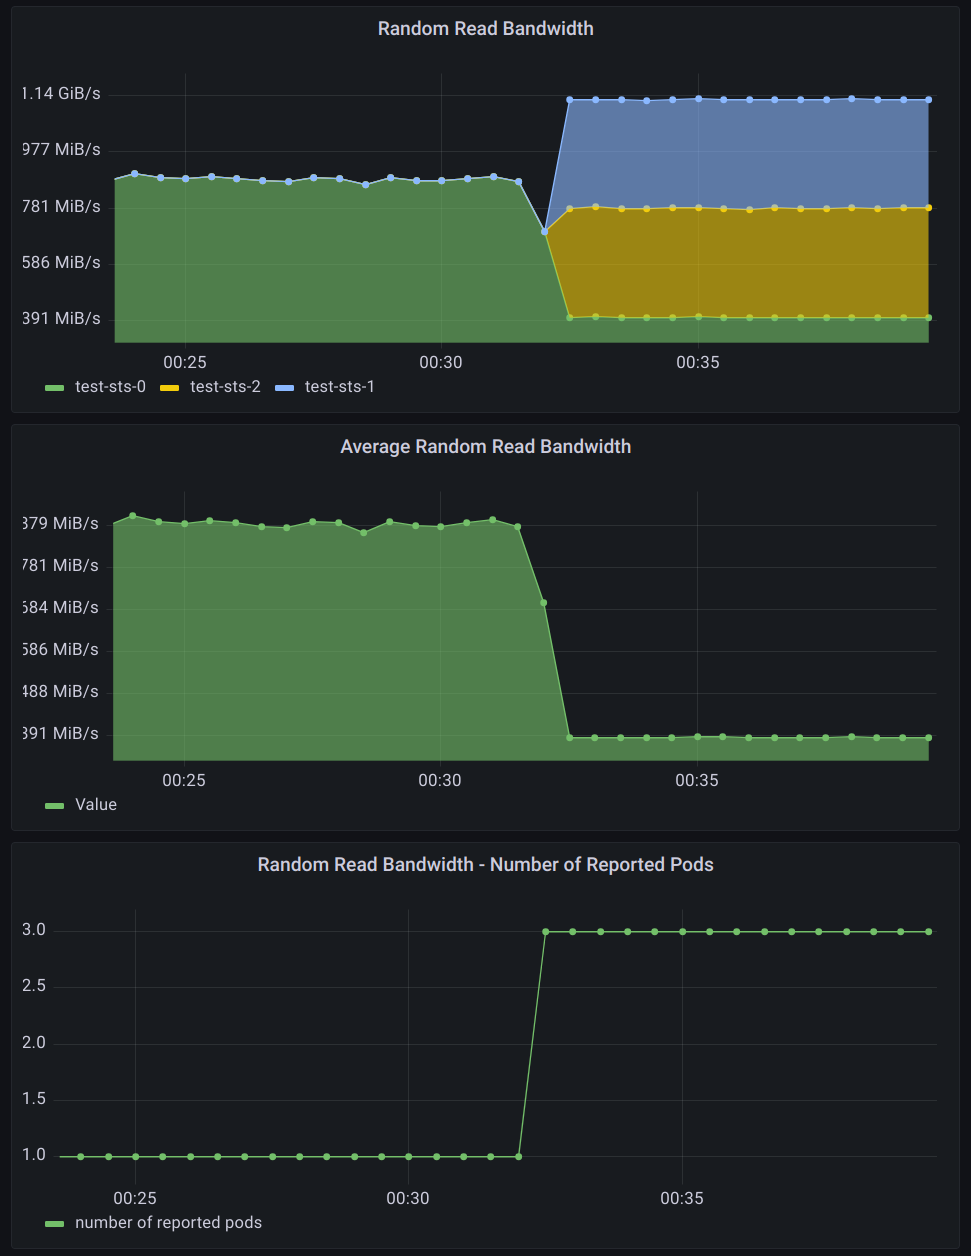 Random Read Bandwidth
1.14 GiB/s
977 MiB/s
781 MiB/s
586 MiB/s
391 MiB/s
00:25 00:30 00:35
test-sts-0 test-sts-2 test-sts-1
Average Random Read Bandwidth
879 MiB/s
781 MiB/s
684 MiB/s
586 MiB/s
488 MiB/s
391 MiB/s
00:25 00:30 00:35
Value
Random Read Bandwidth - Number of Reported Pods
3.0
2.5
2.0
1.5
1.0
00:25 00:30 00:35
number of reported pods